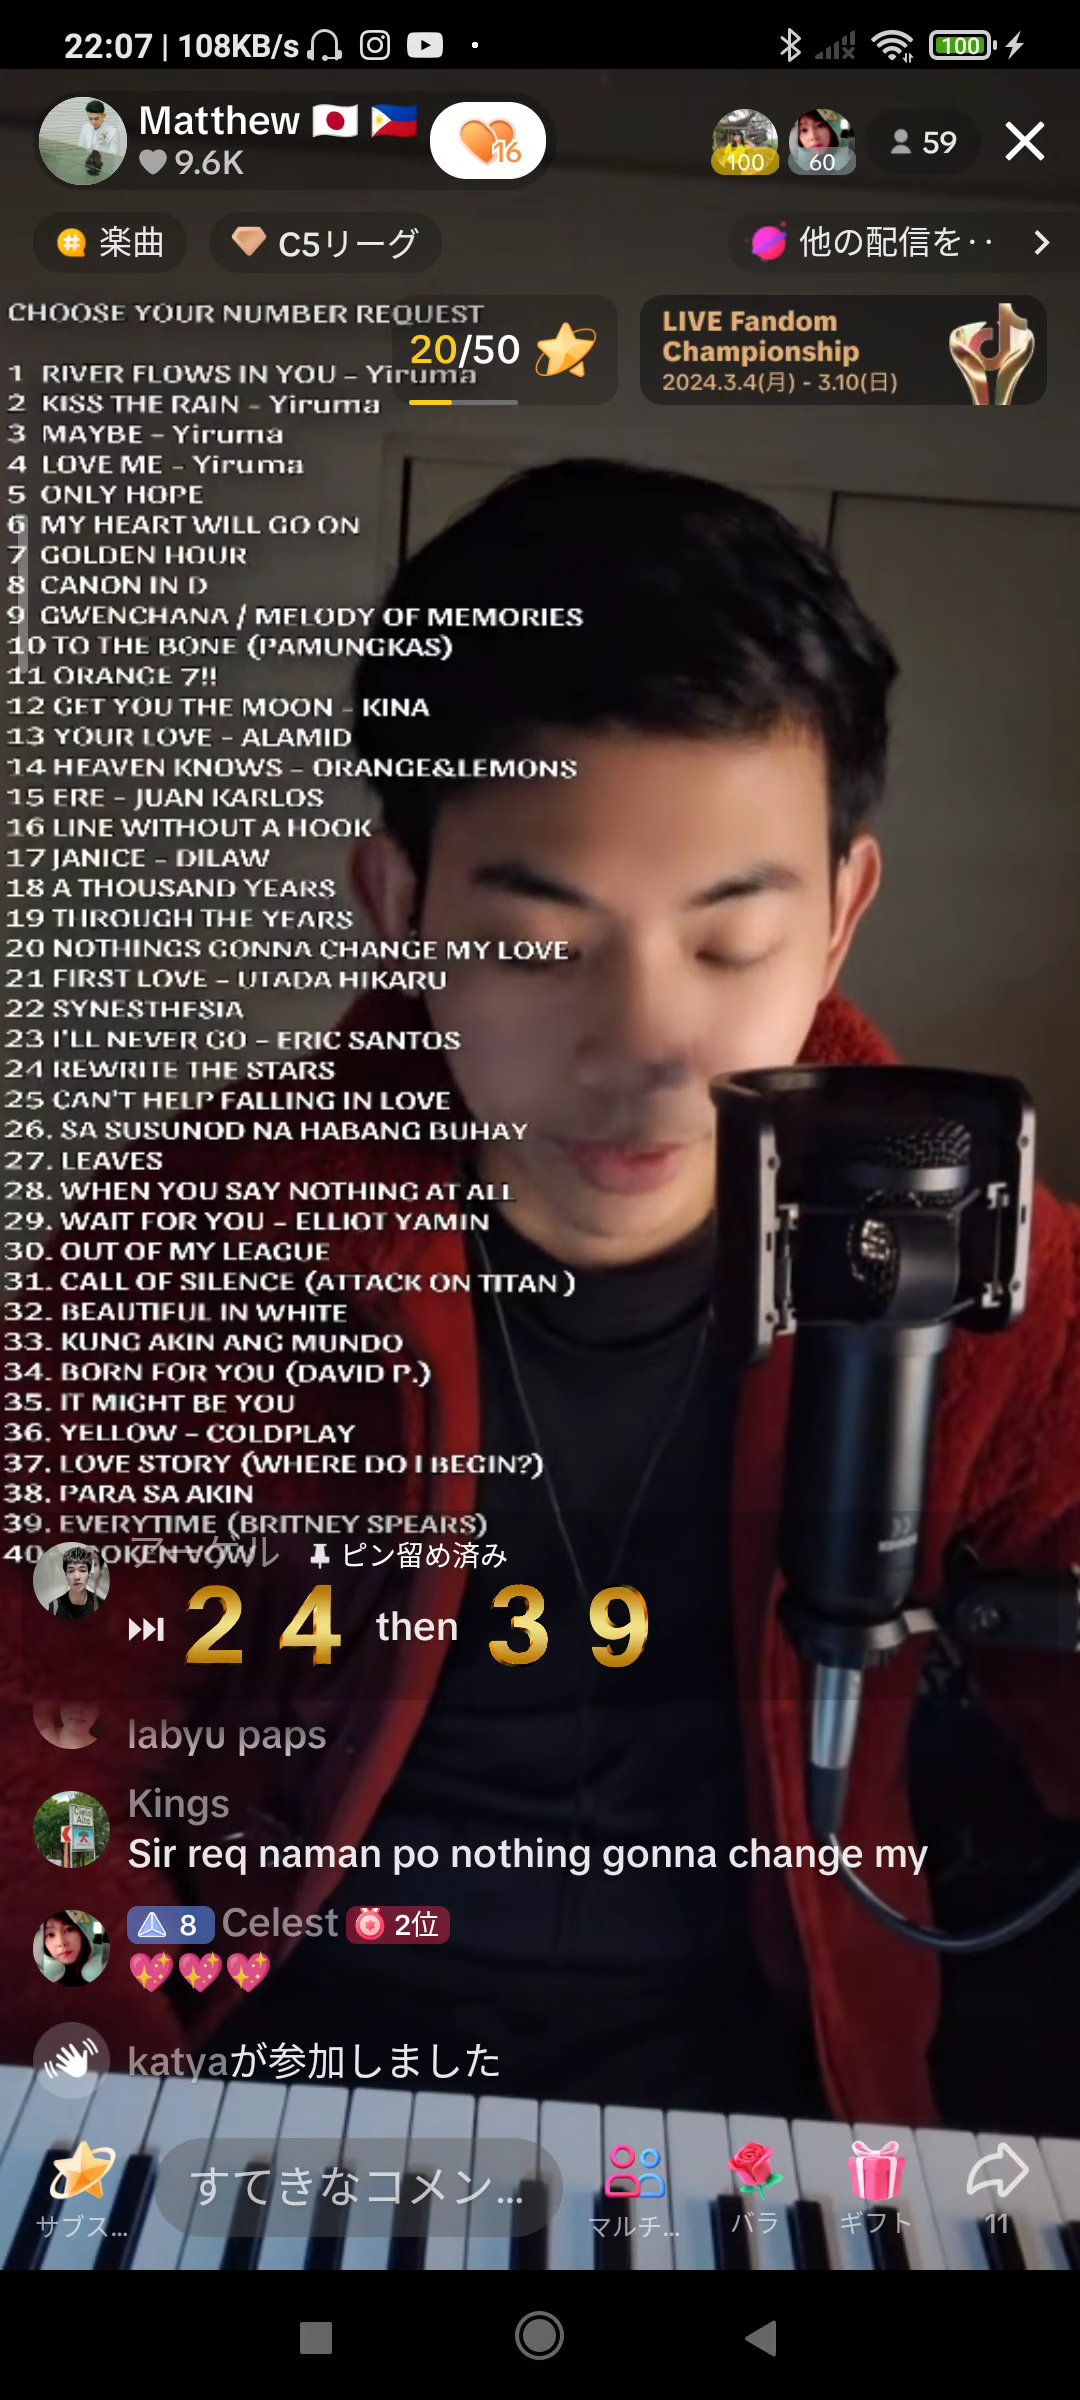 22:07 | 108KB/s
100
Matthew 🇯🇵 🇵🇭
9.6K
16
100
60
59
楽曲
C5リーグ
他の配信を‥
CHOOSE YOUR NUMBER REQUEST
20/50
LIVE Fandom
Championship
2024.3.4(月) - 3.10(日)
1 RIVER FLOWS IN YOU – Yiruma
2 KISS THE RAIN – Yiruma
3 MAYBE – Yiruma
4 LOVE ME – Yiruma
5 ONLY HOPE
6 MY HEART WILL GO ON
7 GOLDEN HOUR
8 CANON IN D
9 GWENCHANA / MELODY OF MEMORIES
10 TO THE BONE (PAMUNGKAS)
11 ORANGE 7!!
12 GET YOU THE MOON – KINA
13 YOUR LOVE – ALAMID
14 HEAVEN KNOWS – ORANGE&LEMONS
15 ERE – JUAN KARLOS
16 LINE WITHOUT A HOOK
17 JANICE – DILAW
18 A THOUSAND YEARS
19 THROUGH THE YEARS
20 NOTHINGS GONNA CHANGE MY LOVE
21 FIRST LOVE – UTADA HIKARU
22 SYNESTHESIA
23 I'LL NEVER GO – ERIC SANTOS
24 REWRITE THE STARS
25 CAN'T HELP FALLING IN LOVE
26. SA SUSUNOD NA HABANG BUHAY
27. LEAVES
28. WHEN YOU SAY NOTHING AT ALL
29. WAIT FOR YOU – ELLIOT YAMIN
30. OUT OF MY LEAGUE
31. CALL OF SILENCE (ATTACK ON TITAN )
32. BEAUTIFUL IN WHITE
33. KUNG AKIN ANG MUNDO
34. BORN FOR YOU (DAVID P.)
35. IT MIGHT BE YOU
36. YELLOW – COLDPLAY
37. LOVE STORY (WHERE DO I BEGIN?)
38. PARA SA AKIN
39. EVERYTIME (BRITNEY SPEARS)
40 VOW
ピン留め済み
2 4 then 3 9
labyu paps
Kings
Sir req naman po nothing gonna change my
8 Celest 2位
💖💖💖
katyaが参加しました
すてきなコメン...
サブス...
マルチ...
バラ
ギフト
11